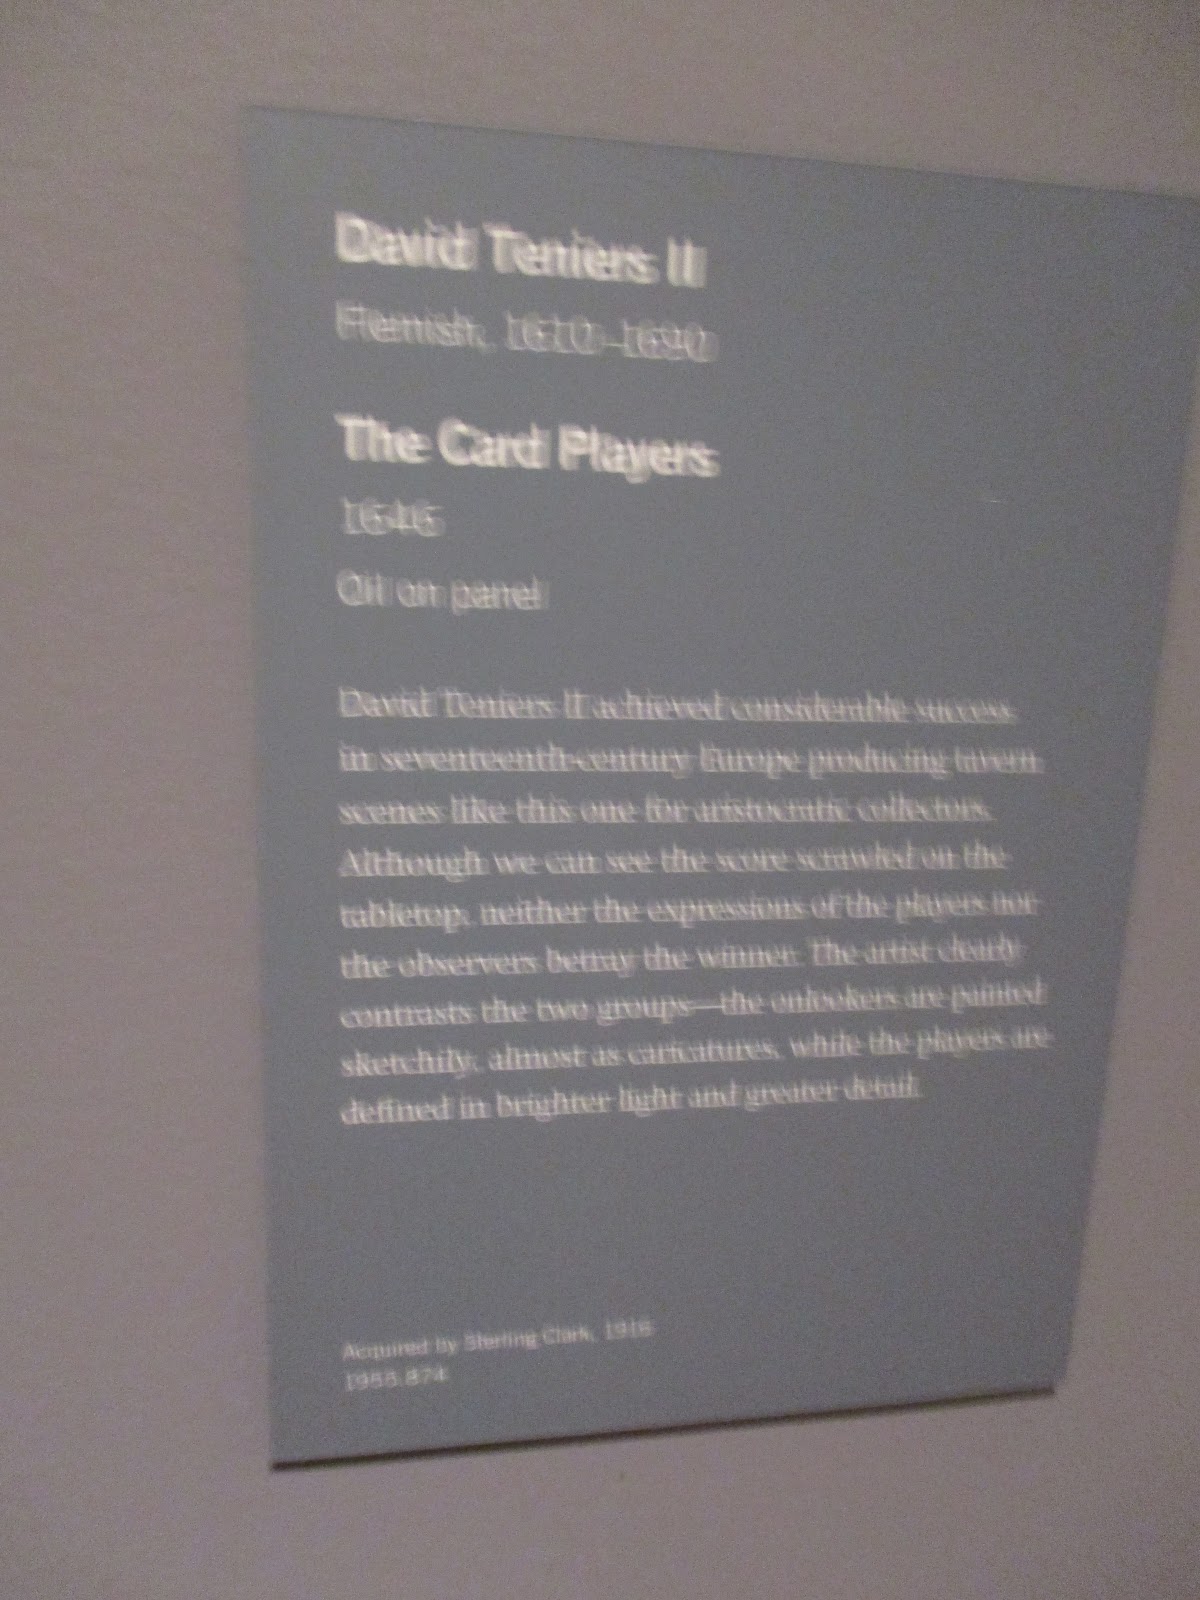 David Teniers II
Flemish, 1610–1690
The Card Players
1646
Oil on panel
David Teniers II achieved considerable success
in seventeenth-century Europe producing tavern
scenes like this one for aristocratic collectors.
Although we can see the score scrawled on the
tabletop, neither the expressions of the players nor
the observers betray the winner. The artist clearly
contrasts the two groups—the onlookers are painted
sketchily, almost as caricatures, while the players are
defined in brighter light and greater detail.
Acquired by Sterling Clark, 1916
1955.874